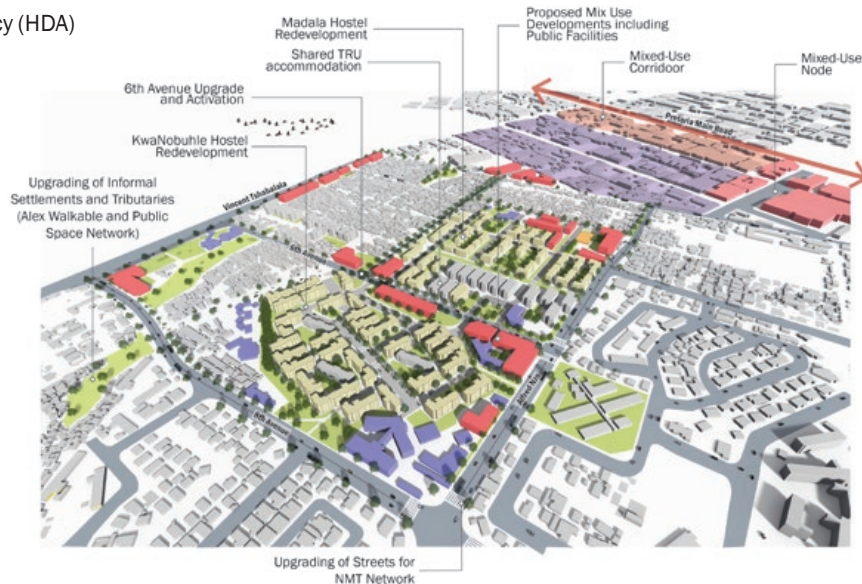 cy (HDA)
Madala Hostel
Redevelopment
Shared TRU
accommodation
6th Avenue Upgrade
and Activation
KwaNobuhle Hostel
Redevelopment
Upgrading of Informal
Settlements and Tributaries
(Alex Walkable and Public
Space Network)
Proposed Mix Use
Developments including
Public Facilities
Mixed-Use
Corridoor
Mixed-Use
Node
Pretoria Main Road
Vincent Tshabalala
6th Avenue
Upgrading of Streets for
NMT Network